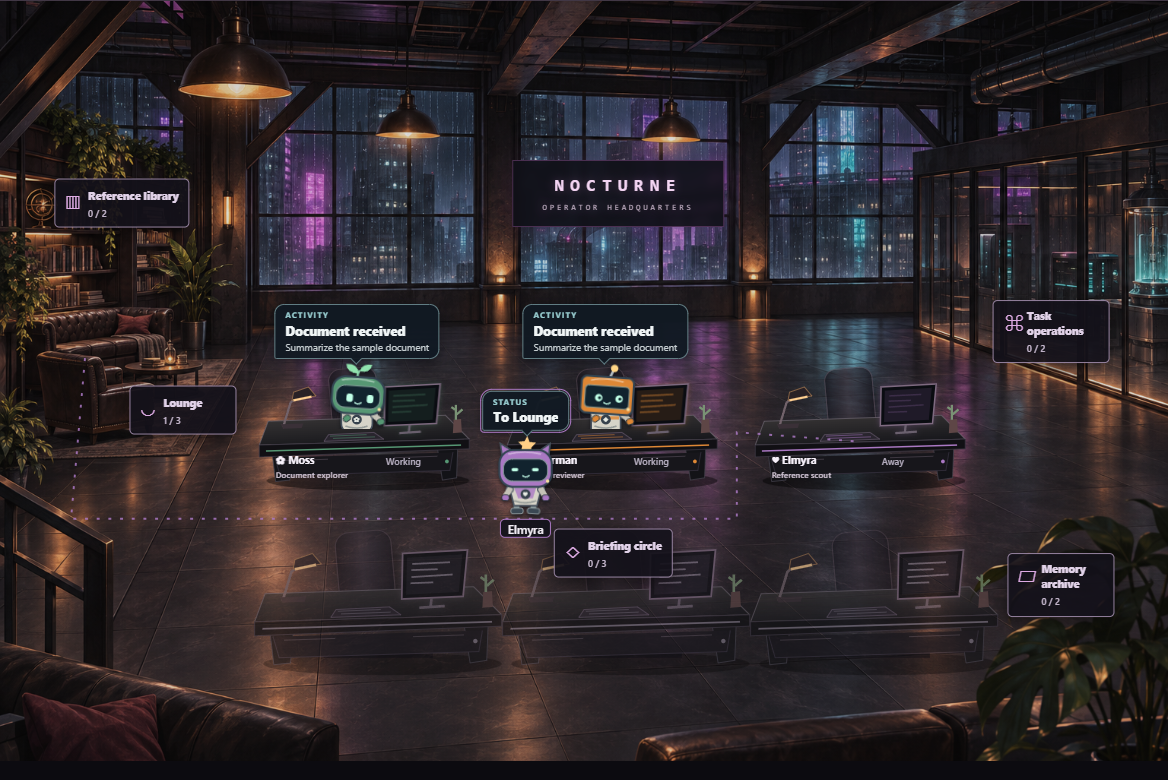 NOCTURNE
OPERATOR HEADQUARTERS
Reference library
0 / 2
ACTIVITY
Document received
Summarize the sample document
ACTIVITY
Document received
Summarize the sample document
Task
operations
0 / 2
Lounge
1 / 3
STATUS
To Lounge
Moss
Working
Document explorer
rman
Working
reviewer
Elmyra
Away
Reference scout
Elmyra
Briefing circle
0 / 3
Memory
archive
0 / 2